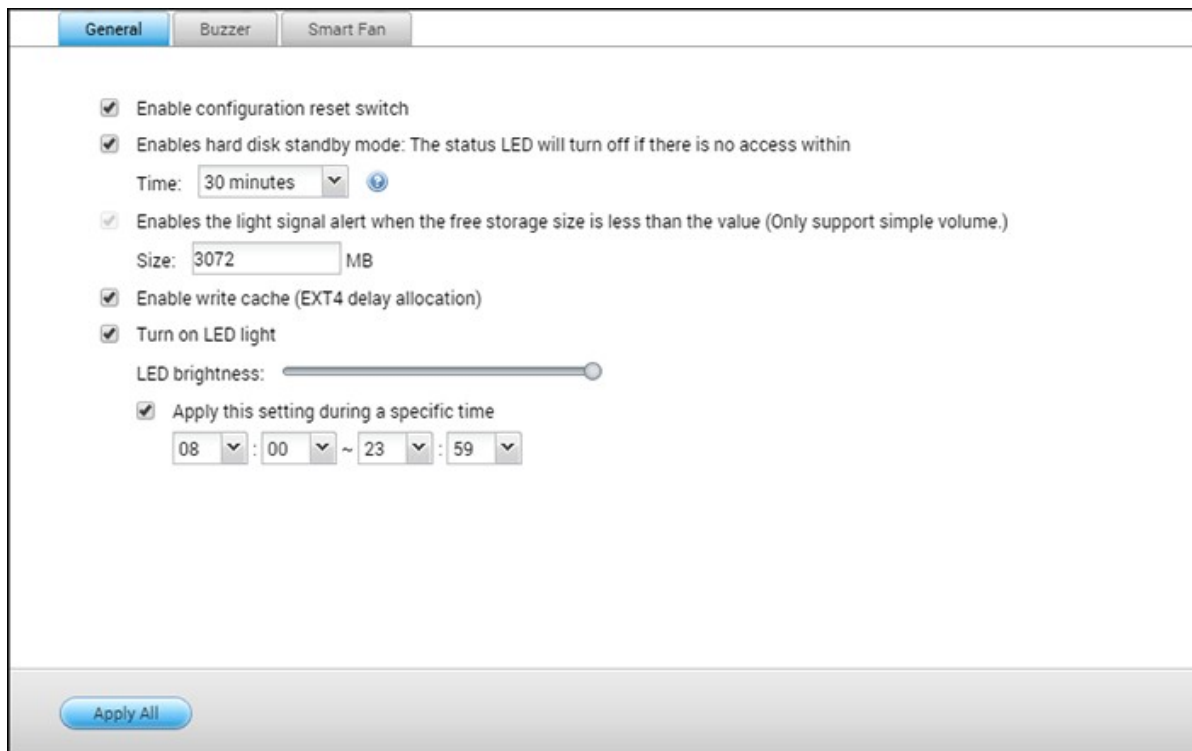 General Buzzer Smart Fan
Enable configuration reset switch
Enables hard disk standby mode: The status LED will turn off if there is no access within
Time: 30 minutes
Enables the light signal alert when the free storage size is less than the value (Only support simple volume.)
Size: 3072 MB
Enable write cache (EXT4 delay allocation)
Turn on LED light
LED brightness:
Apply this setting during a specific time
08 : 00 ~ 23 : 59
Apply All